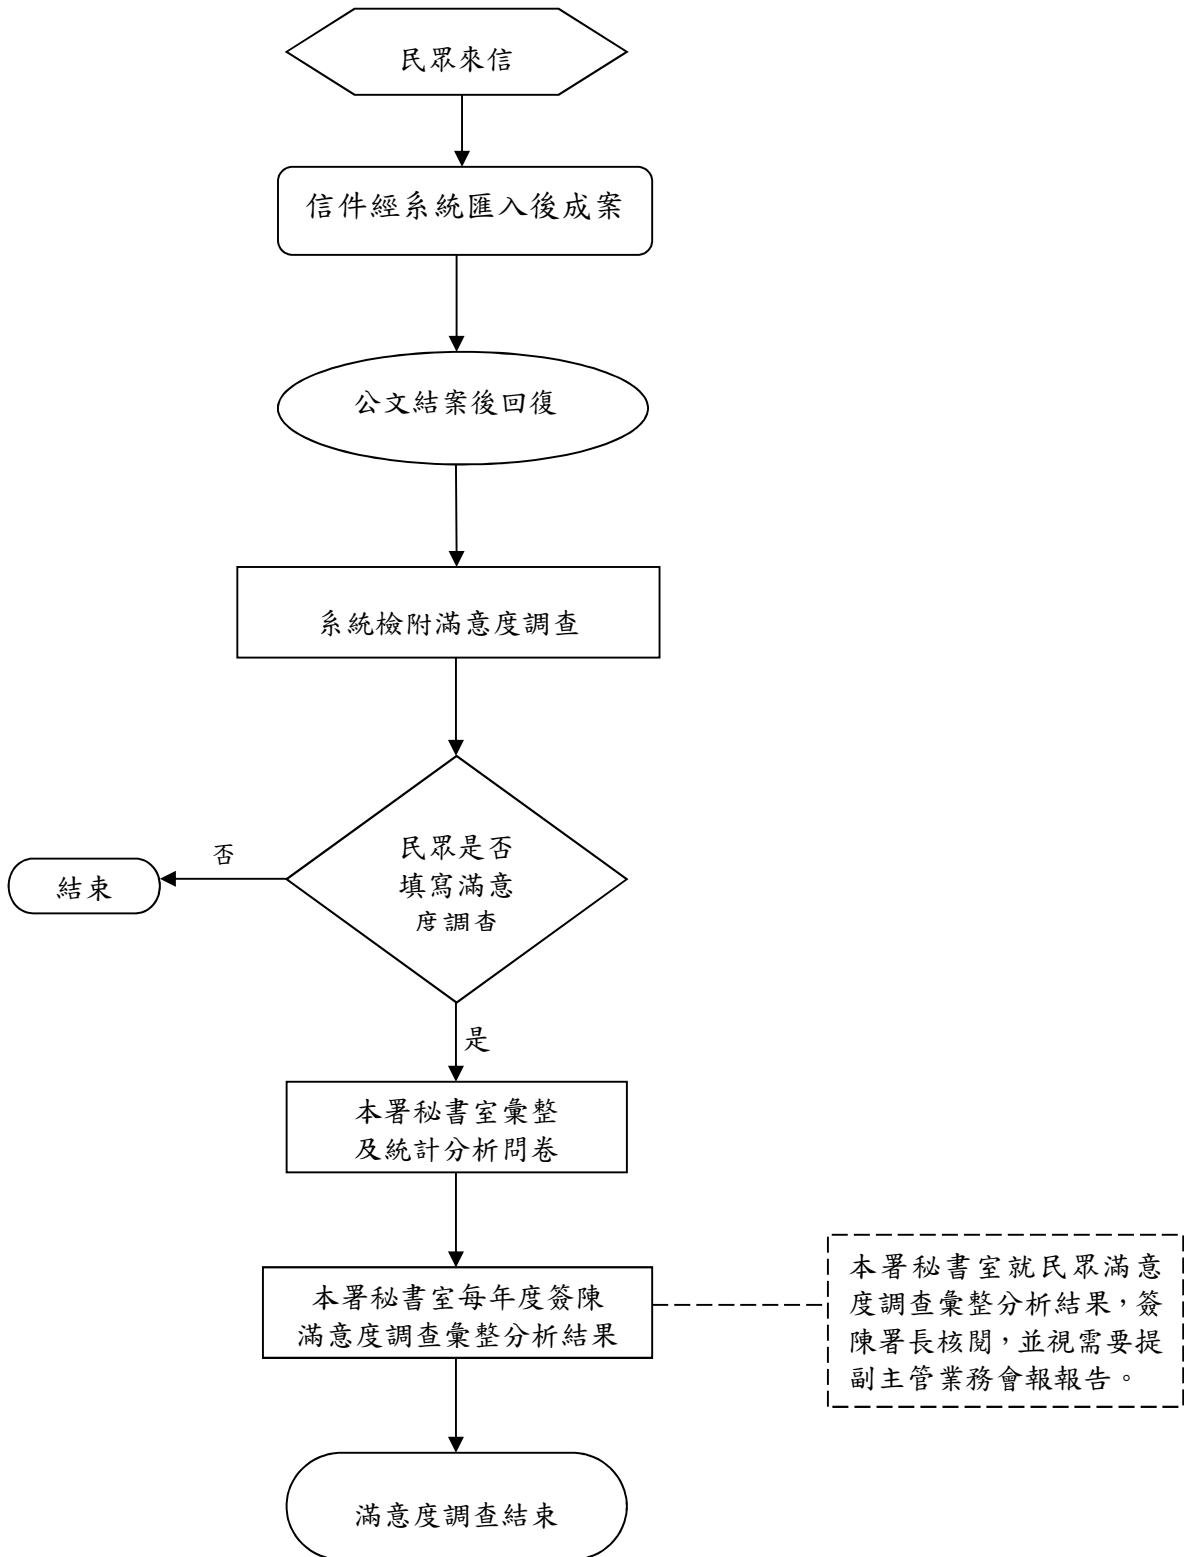 民眾來信
信件經系統匯入後成案
公文結案後回復
系統檢附滿意度調查
民眾是否
填寫滿意
度調查
否
結束
是
本署秘書室彙整
及統計分析問卷
本署秘書室每年度簽陳
滿意度調查彙整分析結果
本署秘書室就民眾滿意
度調查彙整分析結果，簽
陳署長核閱，並視需要提
副主管業務會報報告。
滿意度調查結束